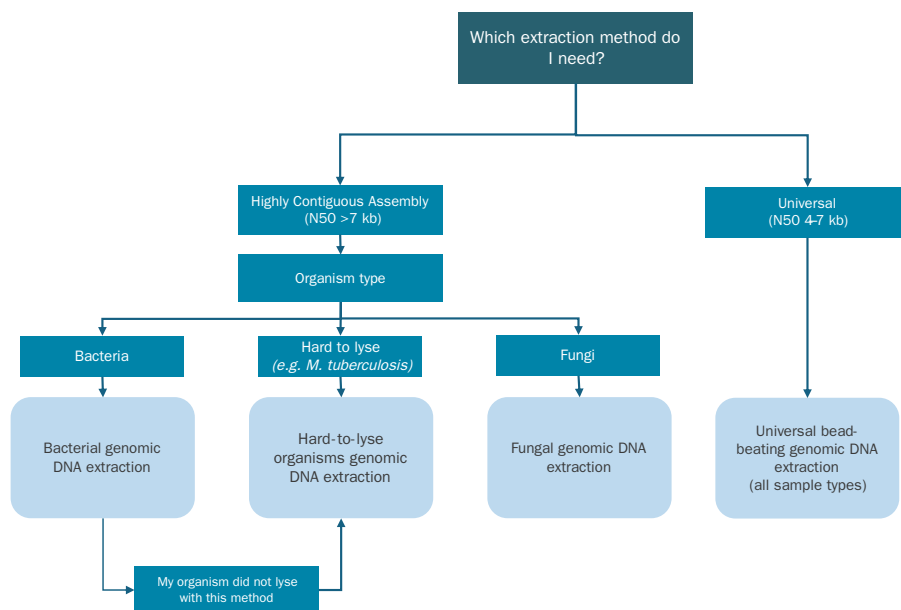 Which extraction method do
I need?
Highly Contiguous Assembly
(N50 >7 kb)
Universal
(N50 4–7 kb)
Organism type
Bacteria
Hard to lyse
(e.g. M. tuberculosis)
Fungi
Bacterial genomic
DNA extraction
Hard-to-lyse
organisms genomic
DNA extraction
Fungal genomic DNA
extraction
Universal bead-
beating genomic DNA
extraction
(all sample types)
My organism did not lyse
with this method